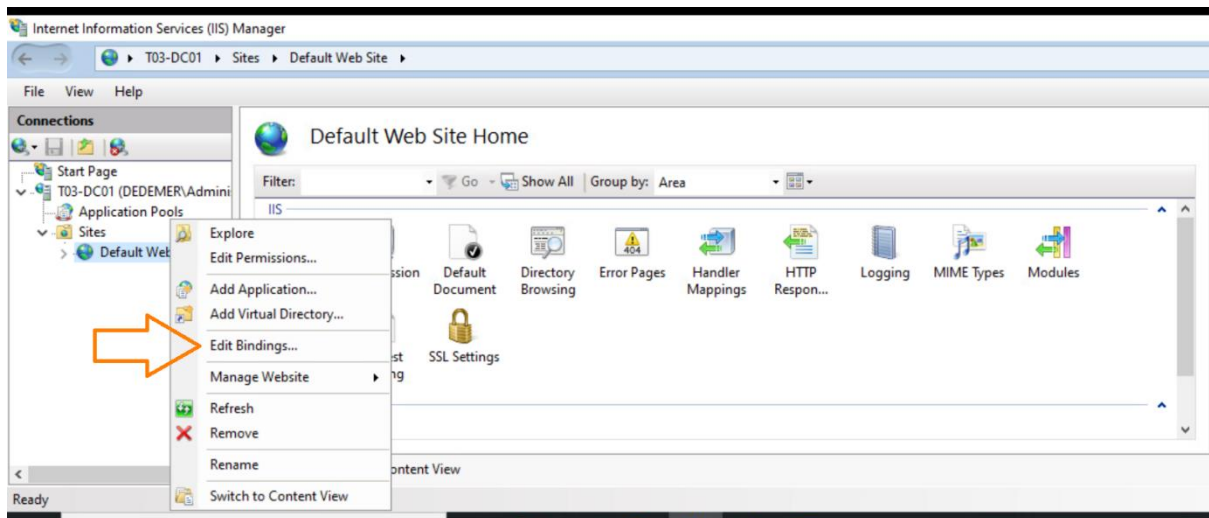 Internet Information Services (IIS) Manager
T03-DC01 Sites Default Web Site
File View Help
Connections
Start Page
T03-DC01 (DEDEMER\Admini
Application Pools
Sites
Default Web
Default Web Site Home
Filter: Go Show All Group by: Area
IIS
Default Document
Directory Browsing
Error Pages
Handler Mappings
HTTP Respon...
Logging
MIME Types
Modules
SSL Settings
Explore
Edit Permissions...
Add Application...
Add Virtual Directory...
Edit Bindings...
Manage Website
Refresh
Remove
Rename
Switch to Content View
ontent View
Ready